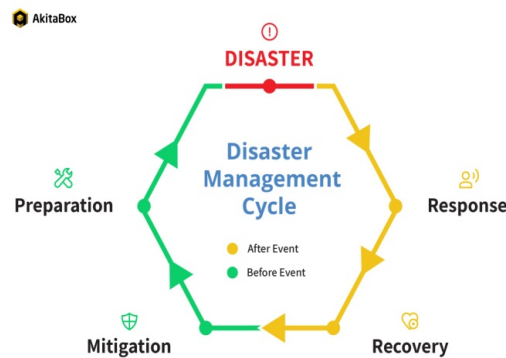 AkitaBox
DISASTER
Disaster
Management
Cycle
After Event
Before Event
Preparation
Response
Mitigation
Recovery